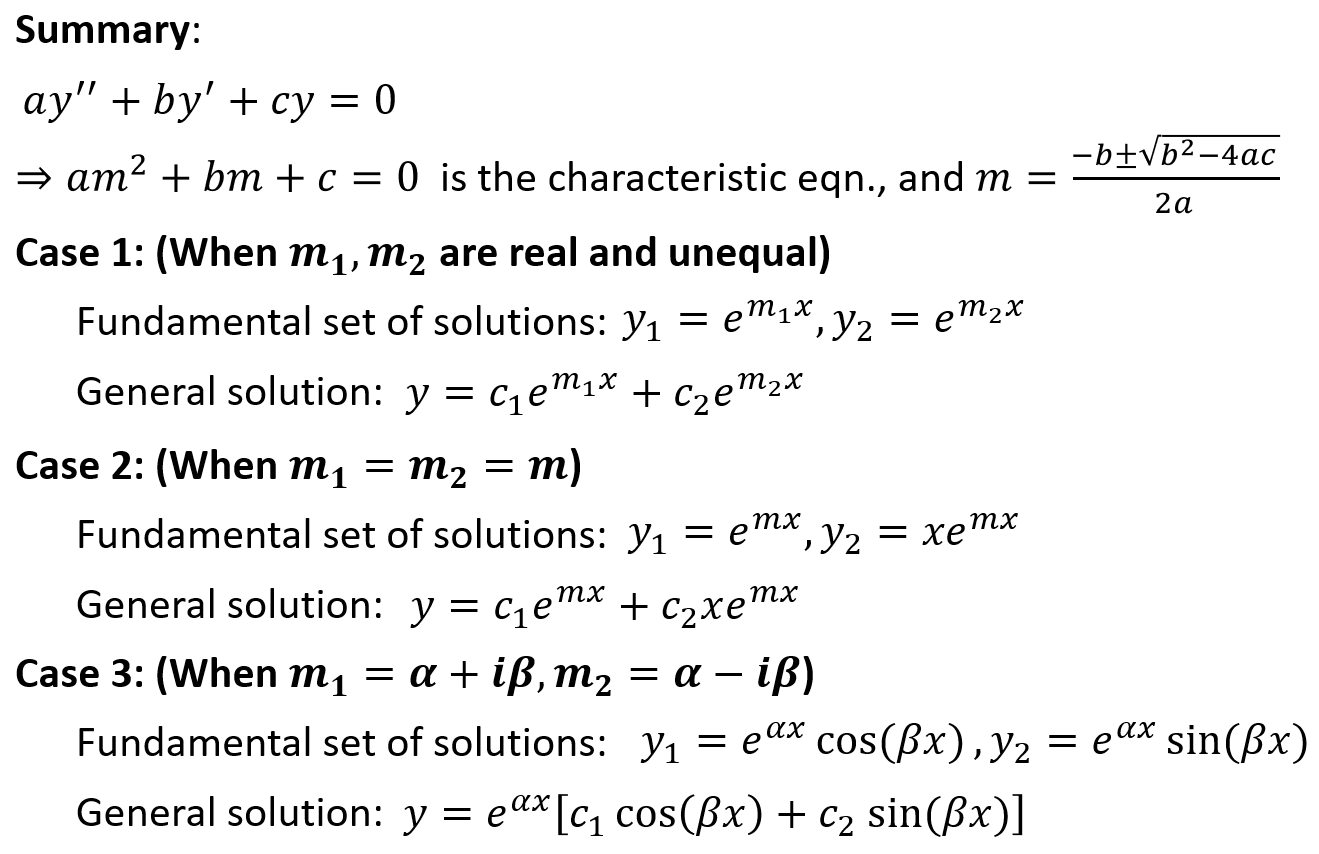 Summary:
ay′′ + by′ + cy = 0
⇒ am² + bm + c = 0 is the characteristic eqn., and m = (−b±√(b²−4ac))/(2a)
Case 1: (When m₁, m₂ are real and unequal)
Fundamental set of solutions: y₁ = e^(m₁x), y₂ = e^(m₂x)
General solution: y = c₁e^(m₁x) + c₂e^(m₂x)
Case 2: (When m₁ = m₂ = m)
Fundamental set of solutions: y₁ = e^(mx), y₂ = xe^(mx)
General solution: y = c₁e^(mx) + c₂xe^(mx)
Case 3: (When m₁ = α + iβ, m₂ = α − iβ)
Fundamental set of solutions: y₁ = e^(αx) cos(βx) , y₂ = e^(αx) sin(βx)
General solution: y = e^(αx)[c₁ cos(βx) + c₂ sin(βx)]